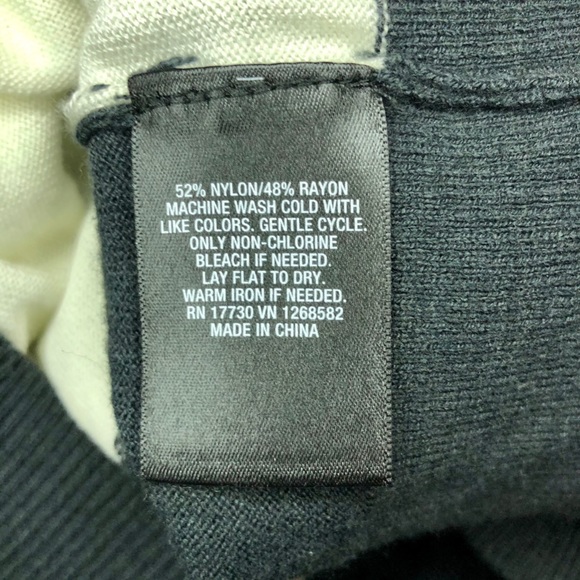 52% NYLON/48% RAYON
MACHINE WASH COLD WITH
LIKE COLORS. GENTLE CYCLE.
ONLY NON-CHLORINE
BLEACH IF NEEDED.
LAY FLAT TO DRY.
WARM IRON IF NEEDED.
RN 17730 VN 1268582
MADE IN CHINA